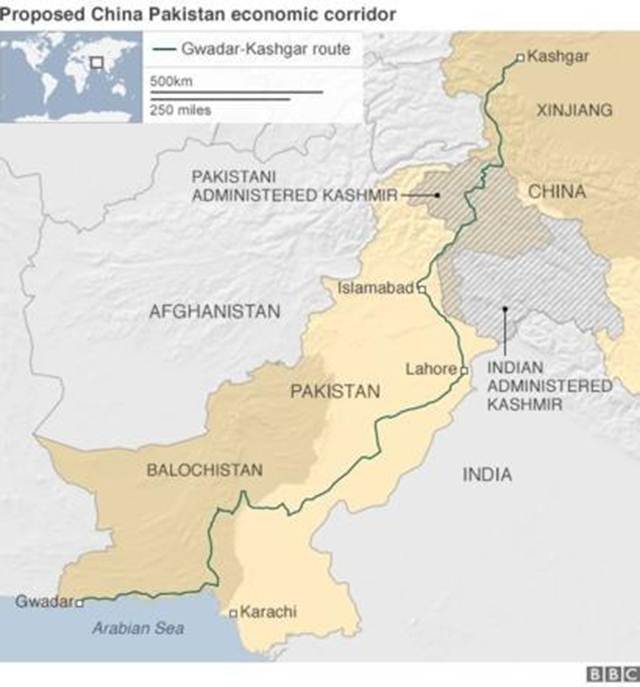 Proposed China Pakistan economic corridor
Gwadar-Kashgar route
500km
250 miles
Kashgar
XINJIANG
PAKISTANI
ADMINISTERED KASHMIR
CHINA
Islamabad
AFGHANISTAN
Lahore
INDIAN
ADMINISTERED
KASHMIR
PAKISTAN
BALOCHISTAN
INDIA
Gwadar
Karachi
Arabian Sea
BBC